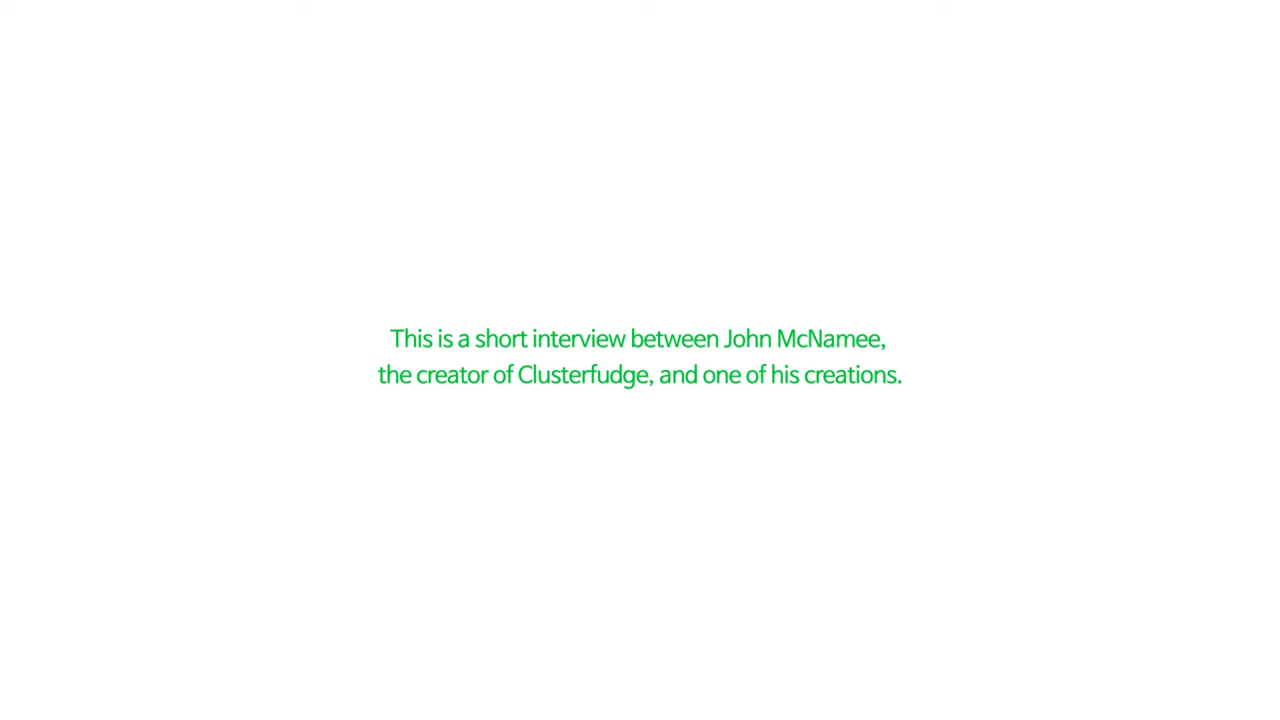 This is a short interview between John McNamee,
the creator of Clusterfudge, and one of his creations.